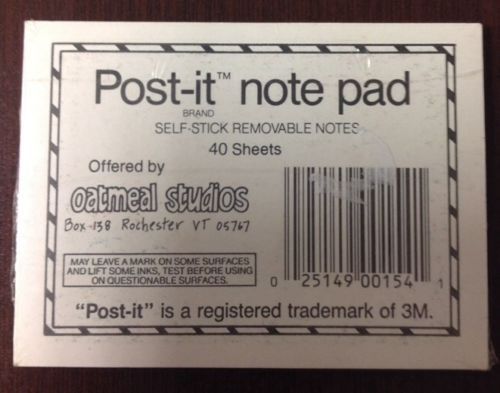 Post-it™ note pad
BRAND
SELF-STICK REMOVABLE NOTES
40 Sheets
Offered by
oatmeal studios
Box 138 Rochester VT 05767
MAY LEAVE A MARK ON SOME SURFACES
AND LIFT SOME INKS, TEST BEFORE USING
ON QUESTIONABLE SURFACES.
0 25149 00154 1
“Post-it” is a registered trademark of 3M.